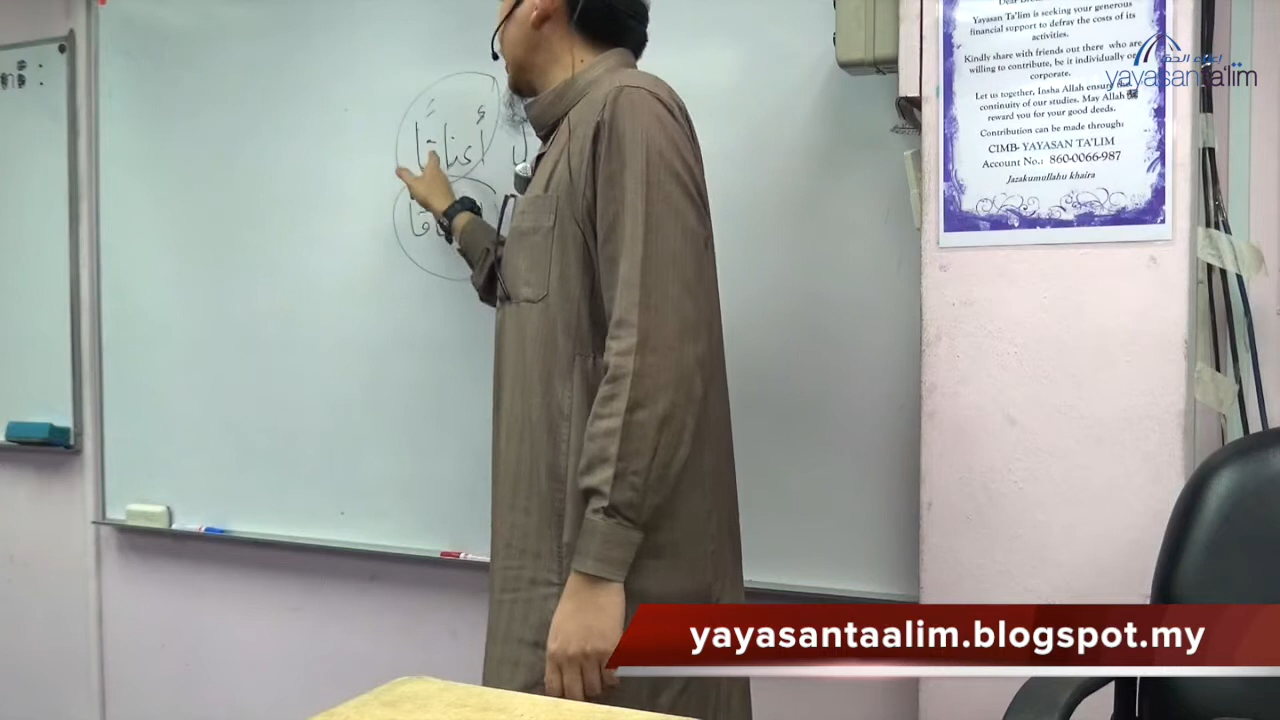 أعنا
Dear
Yayasan Ta'lim is seeking your generous
financial support to defray the costs of its
activities.
Kindly share with friends out there who are
willing to contribute, be it individually or
corporate.
Let us together, Insha Allah ensure the
continuity of our studies. May Allah
reward you for your good deeds.
Contribution can be made through:
CIMB- YAYASAN TA'LIM
Account No.: 860-0066-987
Jazakumullahu khaira
yayasanta'lim
yayasantaalim.blogspot.my